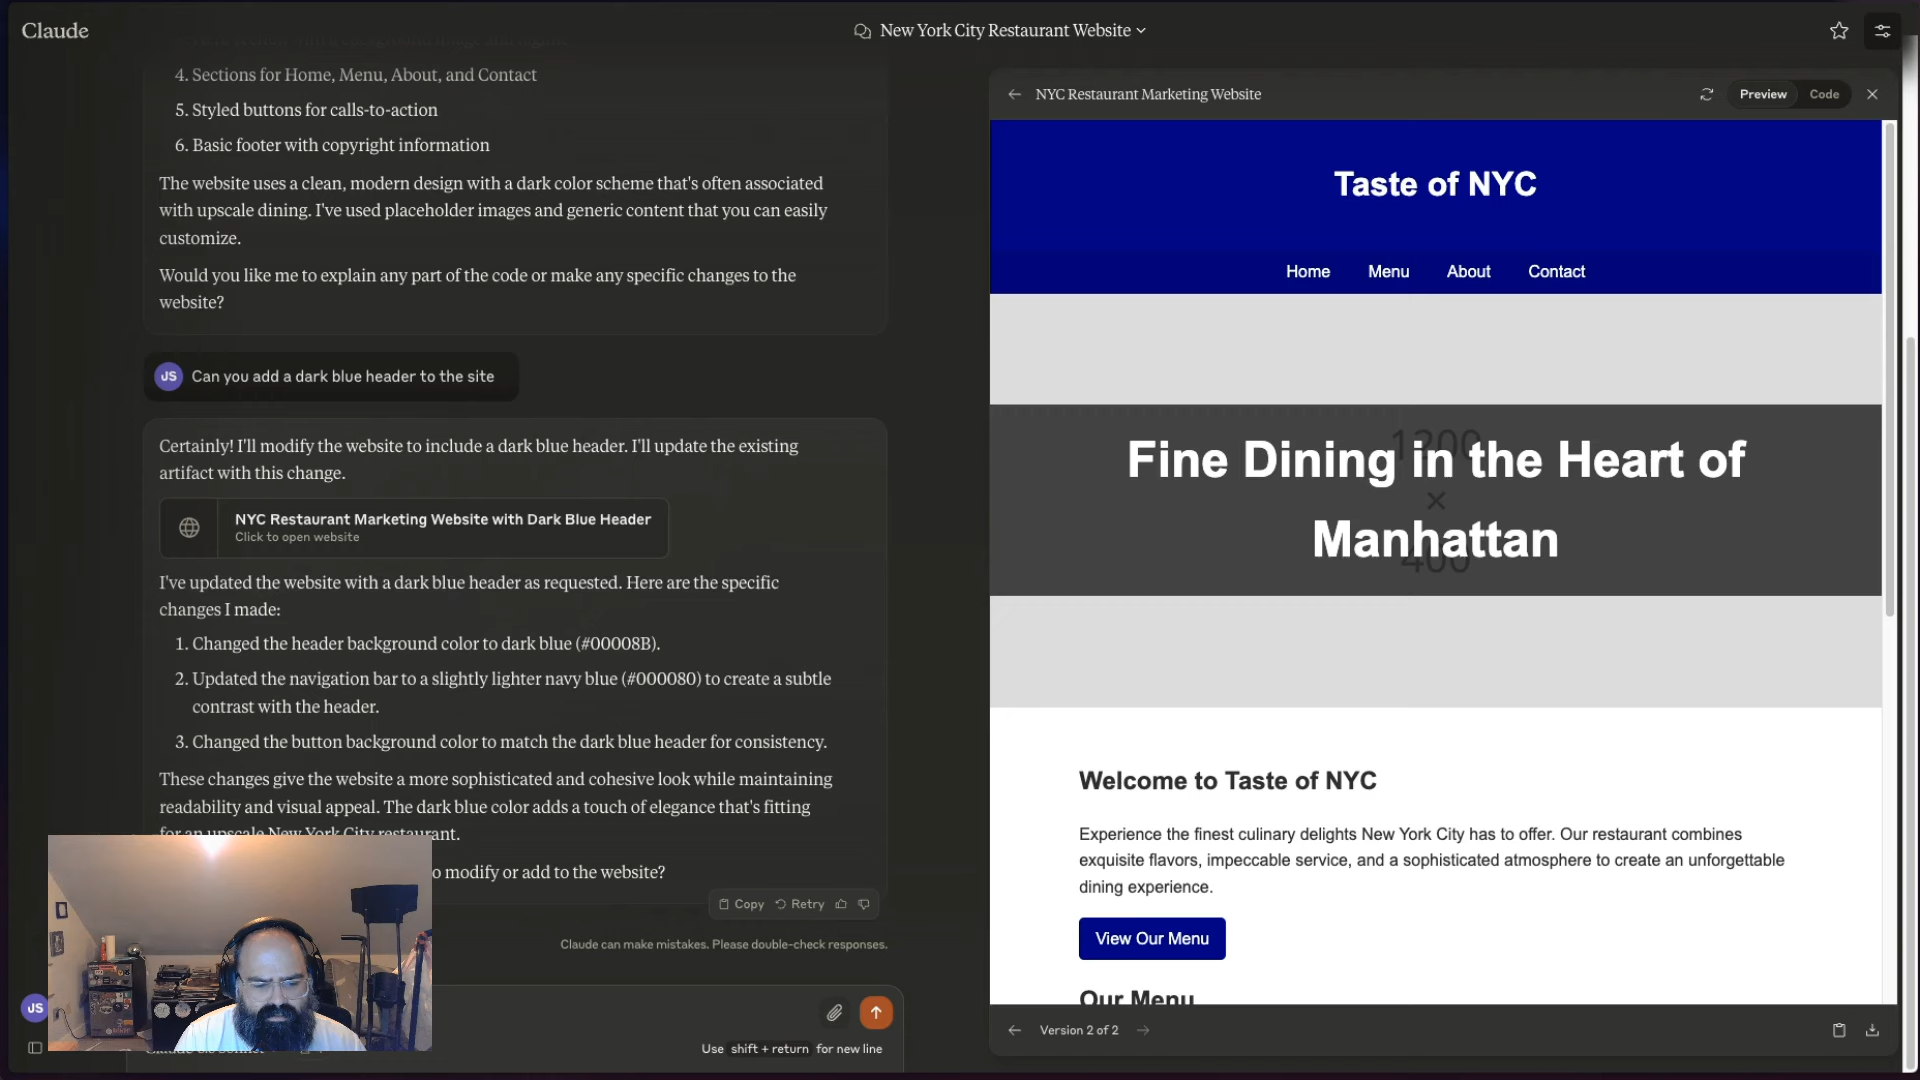 Claude
New York City Restaurant Website
4. Sections for Home, Menu, About, and Contact
5. Styled buttons for calls-to-action
6. Basic footer with copyright information
The website uses a clean, modern design with a dark color scheme that's often associated
with upscale dining. I've used placeholder images and generic content that you can easily
customize.
Would you like me to explain any part of the code or make any specific changes to the
website?
JS Can you add a dark blue header to the site
Certainly! I'll modify the website to include a dark blue header. I'll update the existing
artifact with this change.
NYC Restaurant Marketing Website with Dark Blue Header
Click to open website
I've updated the website with a dark blue header as requested. Here are the specific
changes I made:
1. Changed the header background color to dark blue (#00008B).
2. Updated the navigation bar to a slightly lighter navy blue (#000080) to create a subtle
contrast with the header.
3. Changed the button background color to match the dark blue header for consistency.
These changes give the website a more sophisticated and cohesive look while maintaining
readability and visual appeal. The dark blue color adds a touch of elegance that's fitting
for an upscale New York City restaurant.
o modify or add to the website?
Copy Retry
Claude can make mistakes. Please double-check responses.
JS
Use shift + return for new line
NYC Restaurant Marketing Website
Preview Code
Taste of NYC
Home Menu About Contact
1200
×
400
Fine Dining in the Heart of
Manhattan
Welcome to Taste of NYC
Experience the finest culinary delights New York City has to offer. Our restaurant combines
exquisite flavors, impeccable service, and a sophisticated atmosphere to create an unforgettable
dining experience.
View Our Menu
Our Menu
Version 2 of 2